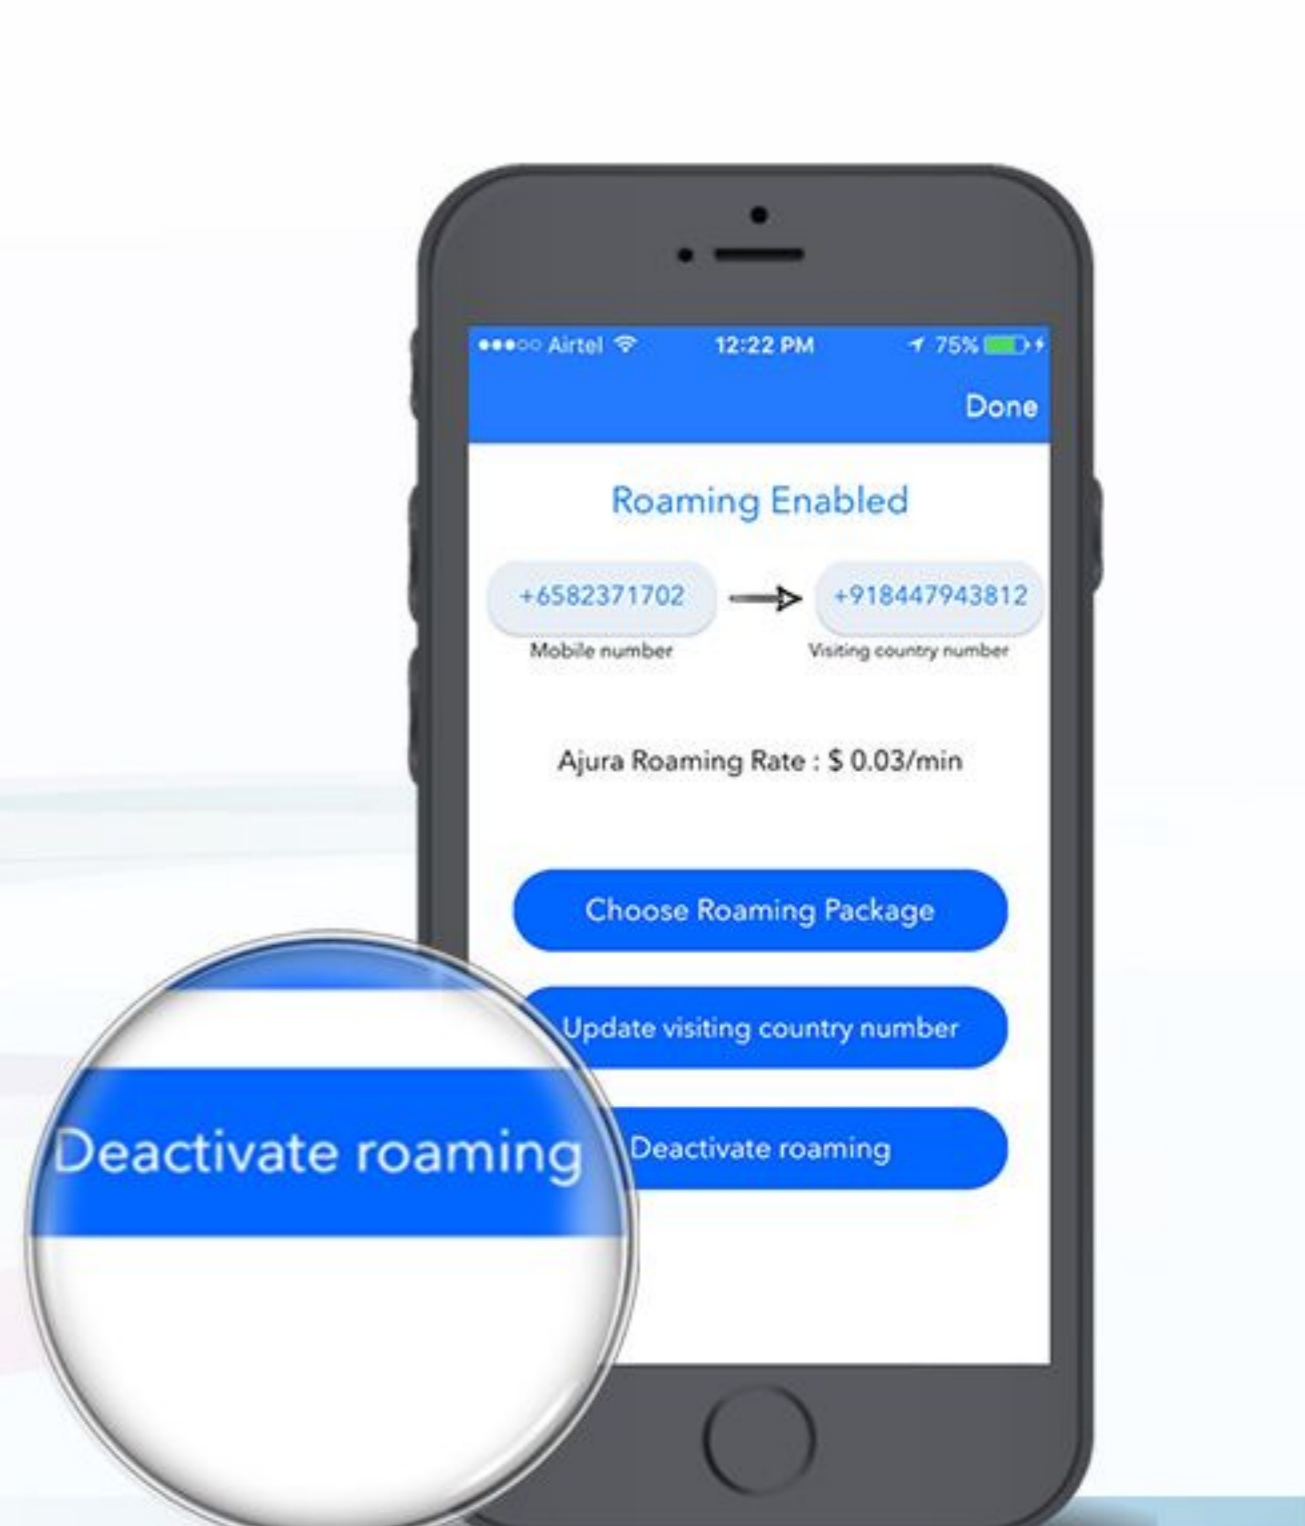 Airtel 12:22 PM 75%
Done
Roaming Enabled
+6582371702 +918447943812
Mobile number Visiting country number
Ajura Roaming Rate : $ 0.03/min
Choose Roaming Package
Update visiting country number
Deactivate roaming
Deactivate roaming